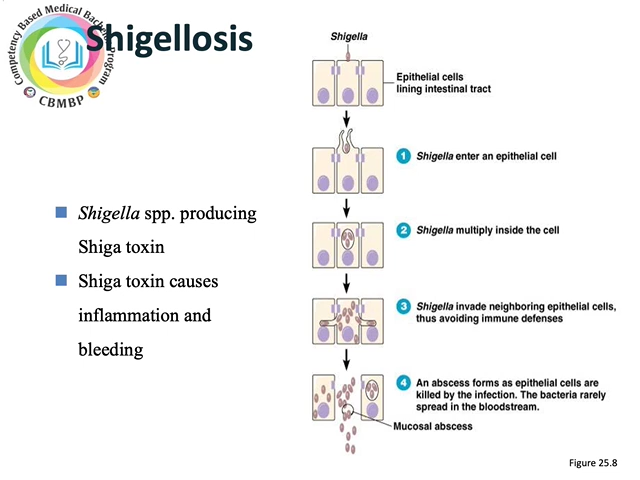 Competency Based Medical Bachelor Program
CBMBP
Shigellosis
Shigella spp. producing
Shiga toxin
Shiga toxin causes
inflammation and
bleeding
Shigella
Epithelial cells
lining intestinal tract
1 Shigella enter an epithelial cell
2 Shigella multiply inside the cell
3 Shigella invade neighboring epithelial cells,
thus avoiding immune defenses
4 An abscess forms as epithelial cells are
killed by the infection. The bacteria rarely
spread in the bloodstream.
Mucosal abscess
Figure 25.8